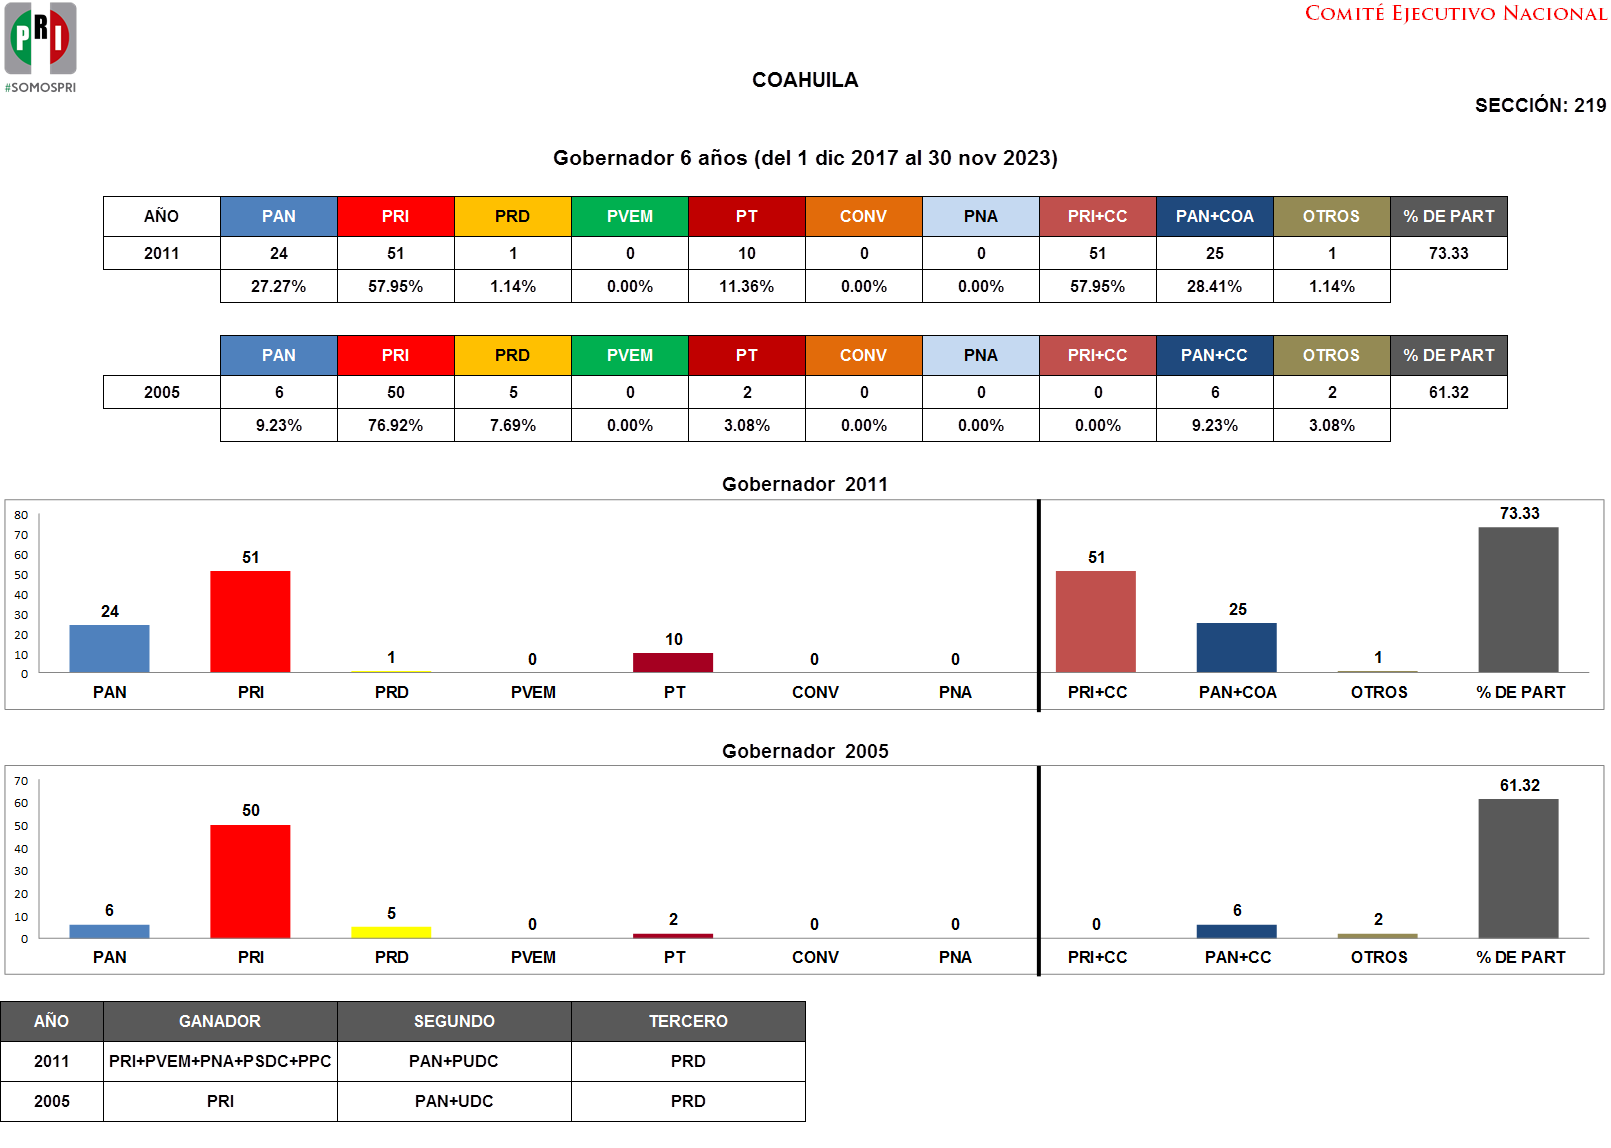 COMITÉ EJECUTIVO NACIONAL
PRI
#SOMOSPRI
COAHUILA
SECCIÓN: 219
Gobernador 6 años (del 1 dic 2017 al 30 nov 2023)
AÑO PAN PRI PRD PVEM PT CONV PNA PRI+CC PAN+COA OTROS % DE PART
2011 24 51 1 0 10 0 0 51 25 1 73.33
27.27% 57.95% 1.14% 0.00% 11.36% 0.00% 0.00% 57.95% 28.41% 1.14%
PAN PRI PRD PVEM PT CONV PNA PRI+CC PAN+CC OTROS % DE PART
2005 6 50 5 0 2 0 0 0 6 2 61.32
9.23% 76.92% 7.69% 0.00% 3.08% 0.00% 0.00% 0.00% 9.23% 3.08%
Gobernador 2011
80
70
60
50
40
30
20
10
0
24 51 1 0 10 0 0 51 25 1 73.33
PAN PRI PRD PVEM PT CONV PNA PRI+CC PAN+COA OTROS % DE PART
Gobernador 2005
70
60
50
40
30
20
10
0
6 50 5 0 2 0 0 0 6 2 61.32
PAN PRI PRD PVEM PT CONV PNA PRI+CC PAN+CC OTROS % DE PART
AÑO GANADOR SEGUNDO TERCERO
2011 PRI+PVEM+PNA+PSDC+PPC PAN+PUDC PRD
2005 PRI PAN+UDC PRD